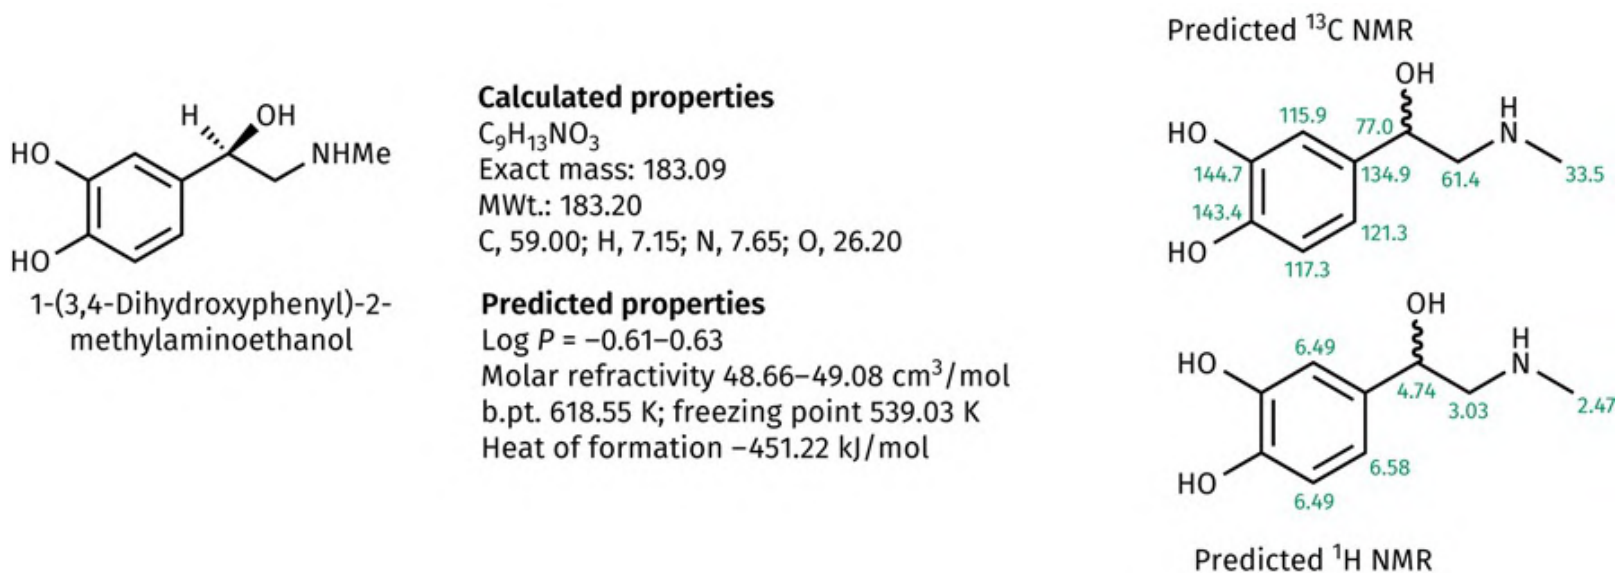 H
OH
HO
NHMe
HO
1-(3,4-Dihydroxyphenyl)-2-
methylaminoethanol
Calculated properties
C₉H₁₃NO₃
Exact mass: 183.09
MWt.: 183.20
C, 59.00; H, 7.15; N, 7.65; O, 26.20
Predicted properties
Log P = −0.61–0.63
Molar refractivity 48.66–49.08 cm³/mol
b.pt. 618.55 K; freezing point 539.03 K
Heat of formation −451.22 kJ/mol
Predicted ¹³C NMR
OH
H
N
HO
115.9
77.0
144.7
134.9
61.4
33.5
143.4
121.3
HO
117.3
OH
H
N
HO
6.49
4.74
3.03
2.47
6.58
HO
6.49
Predicted ¹H NMR